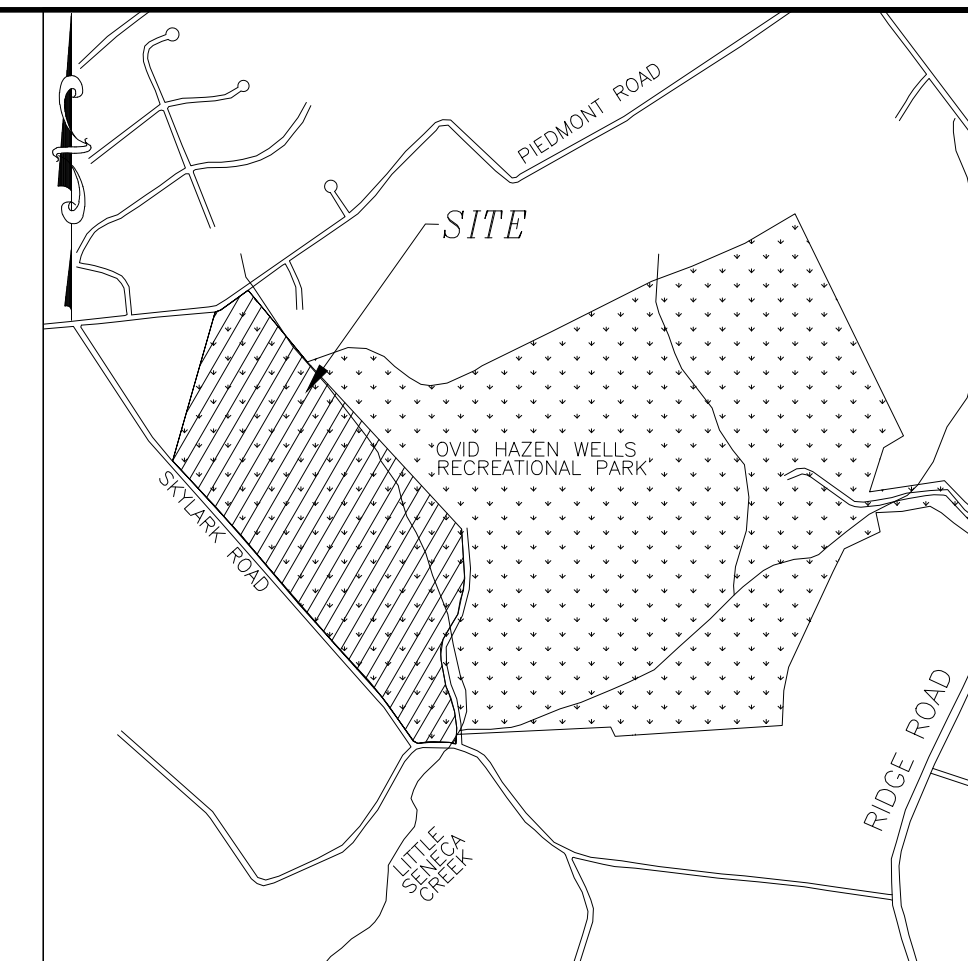 PIEDMONT ROAD
SITE
OVID HAZEN WELLS
RECREATIONAL PARK
SKYLARK ROAD
RIDGE ROAD
LITTLE
SENECA
CREEK